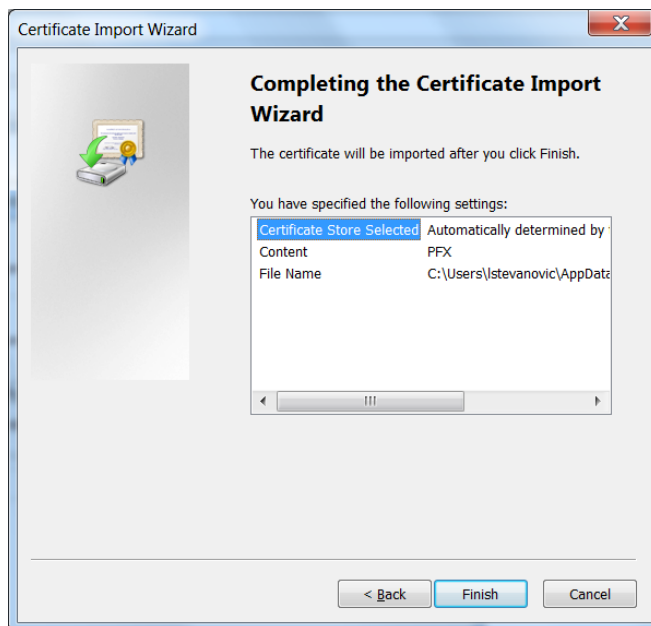 Certificate Import Wizard
Completing the Certificate Import
Wizard
The certificate will be imported after you click Finish.
You have specified the following settings:
Certificate Store Selected Automatically determined by
Content PFX
File Name C:\Users\lstevanovic\AppData
< Back Finish Cancel